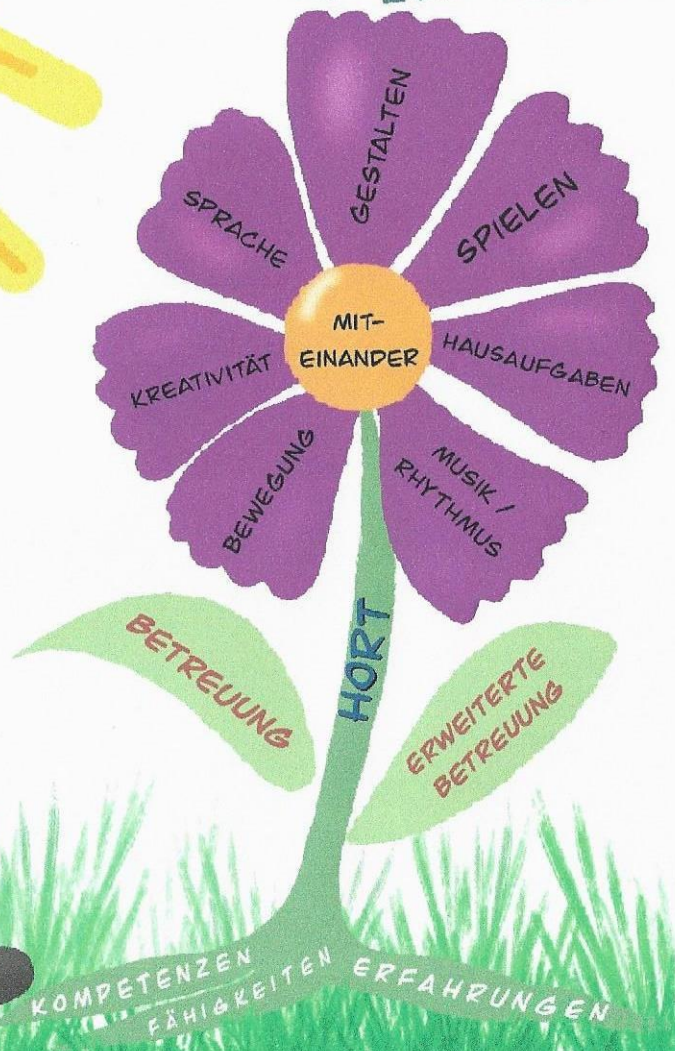 GESTALTEN
SPIELEN
SPRACHE
MIT-
EINANDER
HAUSAUFGABEN
KREATIVITÄT
BEWEGUNG
MUSIK /
RHYTHMUS
HORT
BETREUUNG
ERWEITERTE
BETREUUNG
KOMPETENZEN
FÄHIGKEITEN
ERFAHRUNGEN